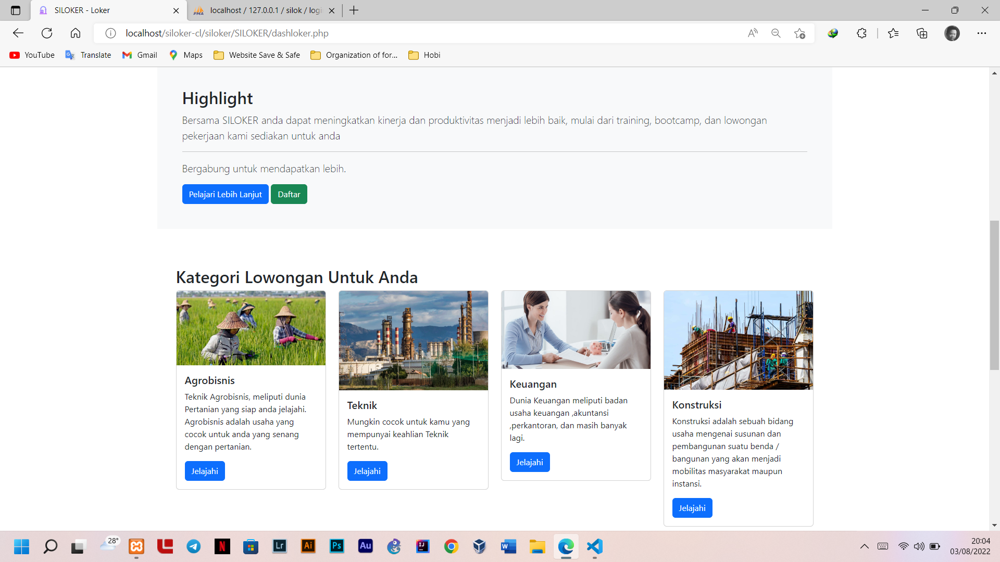 SILOKER - Loker
localhost / 127.0.0.1 / silok / logi
localhost/siloker-cl/siloker/SILOKER/dashloker.php
YouTube
Translate
Gmail
Maps
Website Save & Safe
Organization of for...
Hobi
Highlight
Bersama SILOKER anda dapat meningkatkan kinerja dan produktivitas menjadi lebih baik, mulai dari training, bootcamp, dan lowongan
pekerjaan kami sediakan untuk anda
Bergabung untuk mendapatkan lebih.
Pelajari Lebih Lanjut
Daftar
Kategori Lowongan Untuk Anda
Agrobisnis
Teknik Agrobisnis, meliputi dunia
Pertanian yang siap anda jelajahi.
Agrobisnis adalah usaha yang
cocok untuk anda yang senang
dengan pertanian.
Jelajahi
Teknik
Mungkin cocok untuk kamu yang
mempunyai keahlian Teknik
tertentu.
Jelajahi
Keuangan
Dunia Keuangan meliputi badan
usaha keuangan ,akuntansi
,perkantoran, dan masih banyak
lagi.
Jelajahi
Konstruksi
Konstruksi adalah sebuah bidang
usaha mengenai susunan dan
pembangunan suatu benda /
bangunan yang akan menjadi
mobilitas masyarakat maupun
instansi.
Jelajahi
28°
Lr
Ai
Ps
Au
20:04
03/08/2022